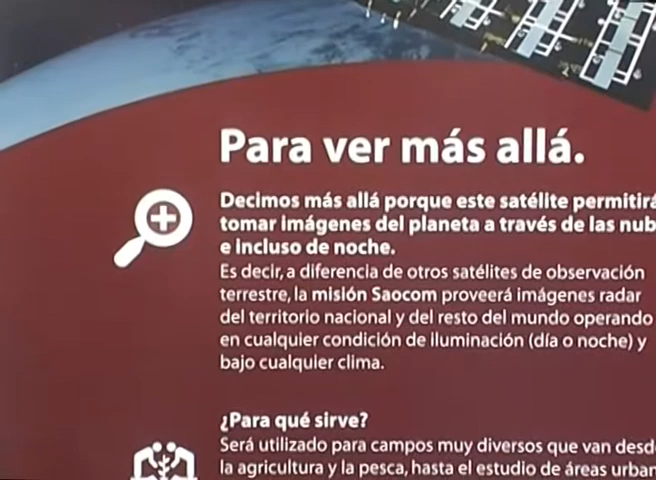 Para ver más allá.
Decimos más allá porque este satélite permitirá
tomar imágenes del planeta a través de las nub
e incluso de noche.
Es decir, a diferencia de otros satélites de observación
terrestre, la misión Saocom proveerá imágenes radar
del territorio nacional y del resto del mundo operando
en cualquier condición de iluminación (día o noche) y
bajo cualquier clima.
¿Para qué sirve?
Será utilizado para campos muy diversos que van desd
la agricultura y la pesca, hasta el estudio de áreas urban